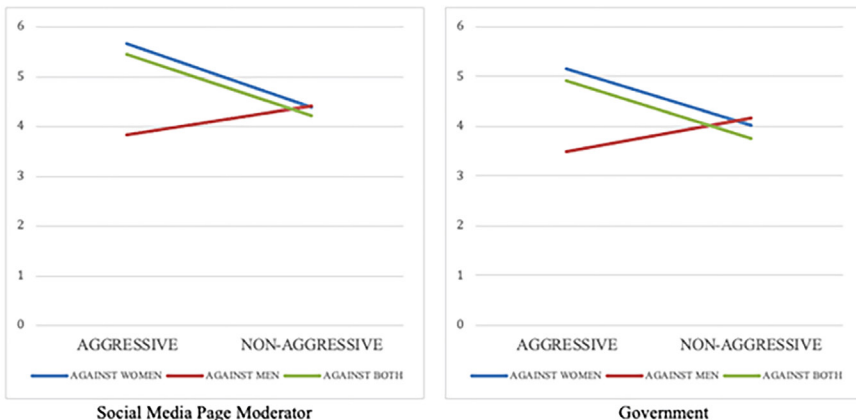 6
5
4
3
2
1
0
AGGRESSIVE NON-AGGRESSIVE
AGAINST WOMEN AGAINST MEN AGAINST BOTH
Social Media Page Moderator
6
5
4
3
2
1
0
AGGRESSIVE NON-AGGRESSIVE
AGAINST WOMEN AGAINST MEN AGAINST BOTH
Government